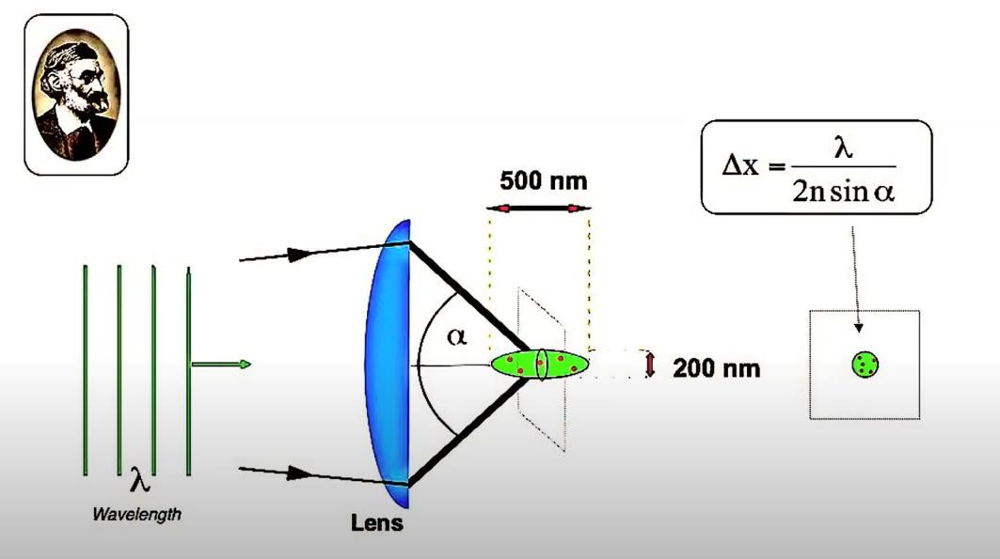 500 nm
Δx = λ / 2n sin α
α
200 nm
λ
Wavelength
Lens